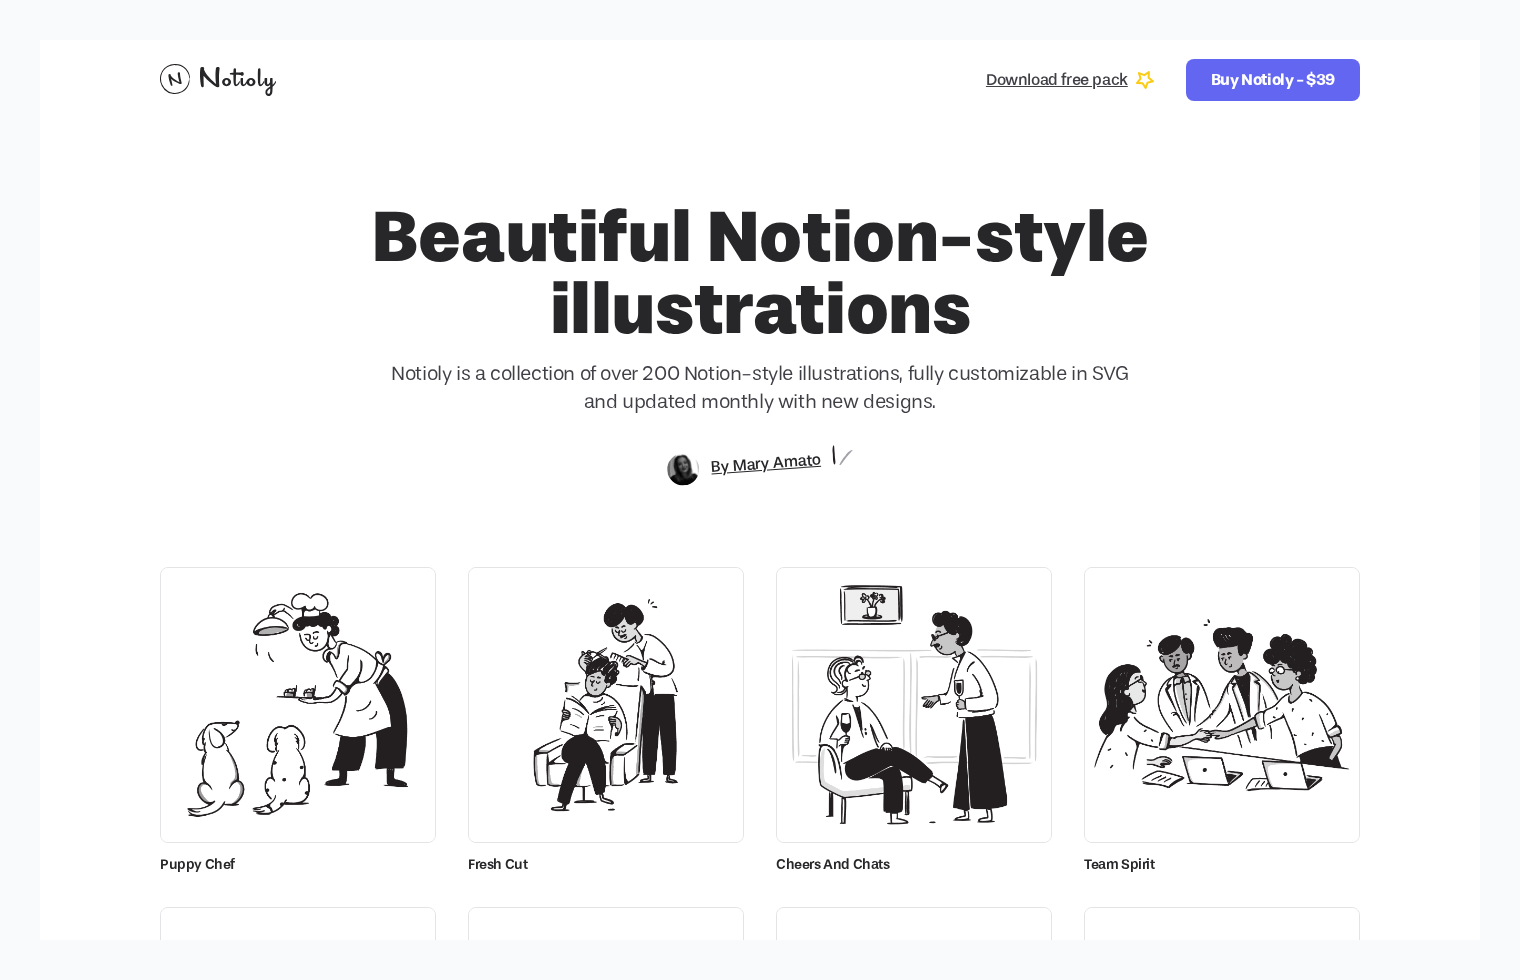 N Notioly
Download free pack
Buy Notioly - $39
Beautiful Notion-style
illustrations
Notioly is a collection of over 200 Notion-style illustrations, fully customizable in SVG
and updated monthly with new designs.
By Mary Amato
Puppy Chef
Fresh Cut
Cheers And Chats
Team Spirit